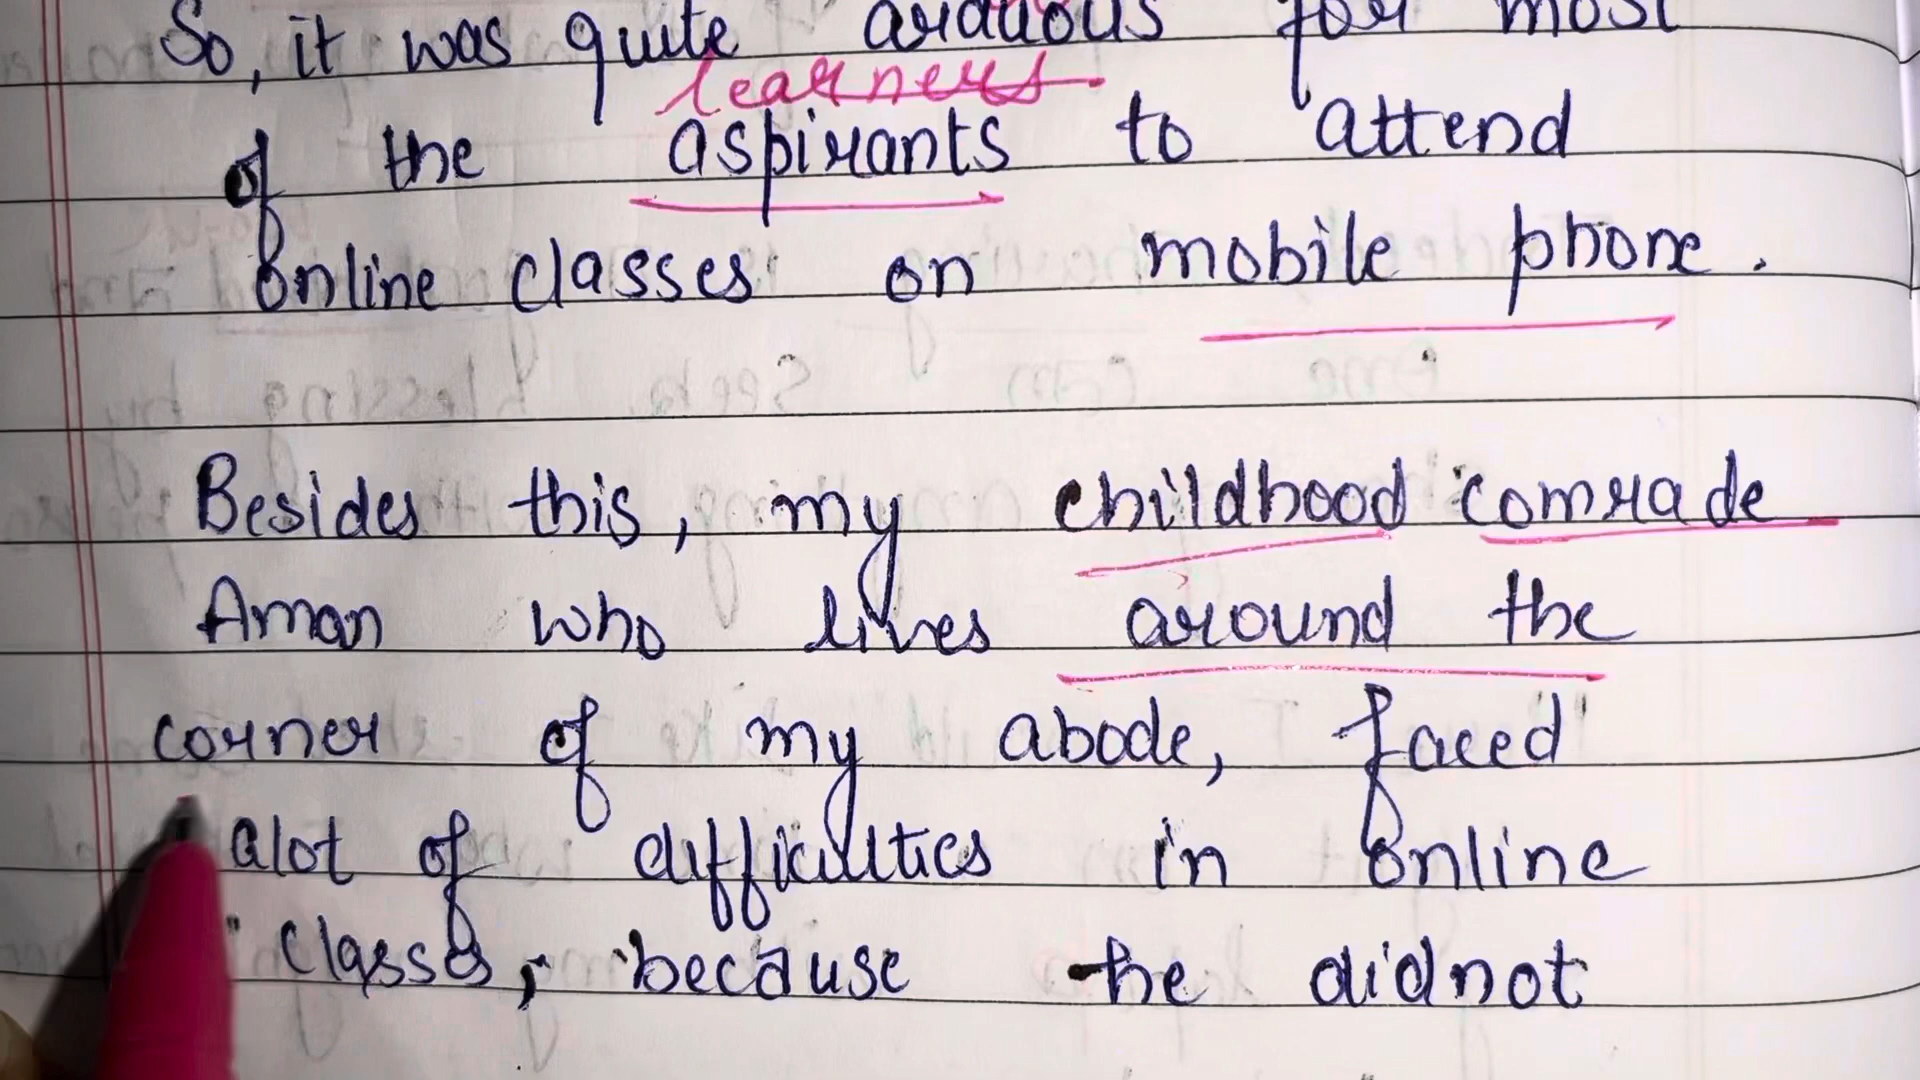 So, it was quite arduous for most
learners
of the aspirants to attend
online classes on mobile phone.
Besides this, my childhood comrade
Aman who lives around the
corner of my abode, faced
alot of difficulties in online
classes, because he didnot